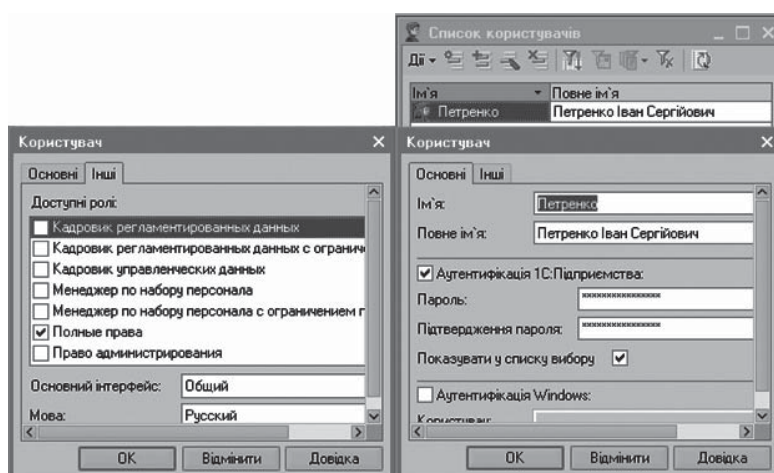 Список користувачів
Дії
Ім'я Повне ім'я
Петренко Петренко Іван Сергійович
Користувач
Основні Інші
Доступні ролі:
Кадровик регламентированных данных
Кадровик регламентированных данных с огранич
Кадровик управленческих данных
Менеджер по набору персонала
Менеджер по набору персонала с ограничением п
Полные права
Право администрирования
Основний інтерфейс: Общий
Мова: Русский
ОК Відмінити Довідка
Користувач
Основні Інші
Ім'я: Петренко
Повне ім'я: Петренко Іван Сергійович
Аутентифікація 1С:Підприємства:
Пароль: ****************
Підтвердження пароля: ****************
Показувати у списку вибору
Аутентифікація Windows:
Користувач:
ОК Відмінити Довідка